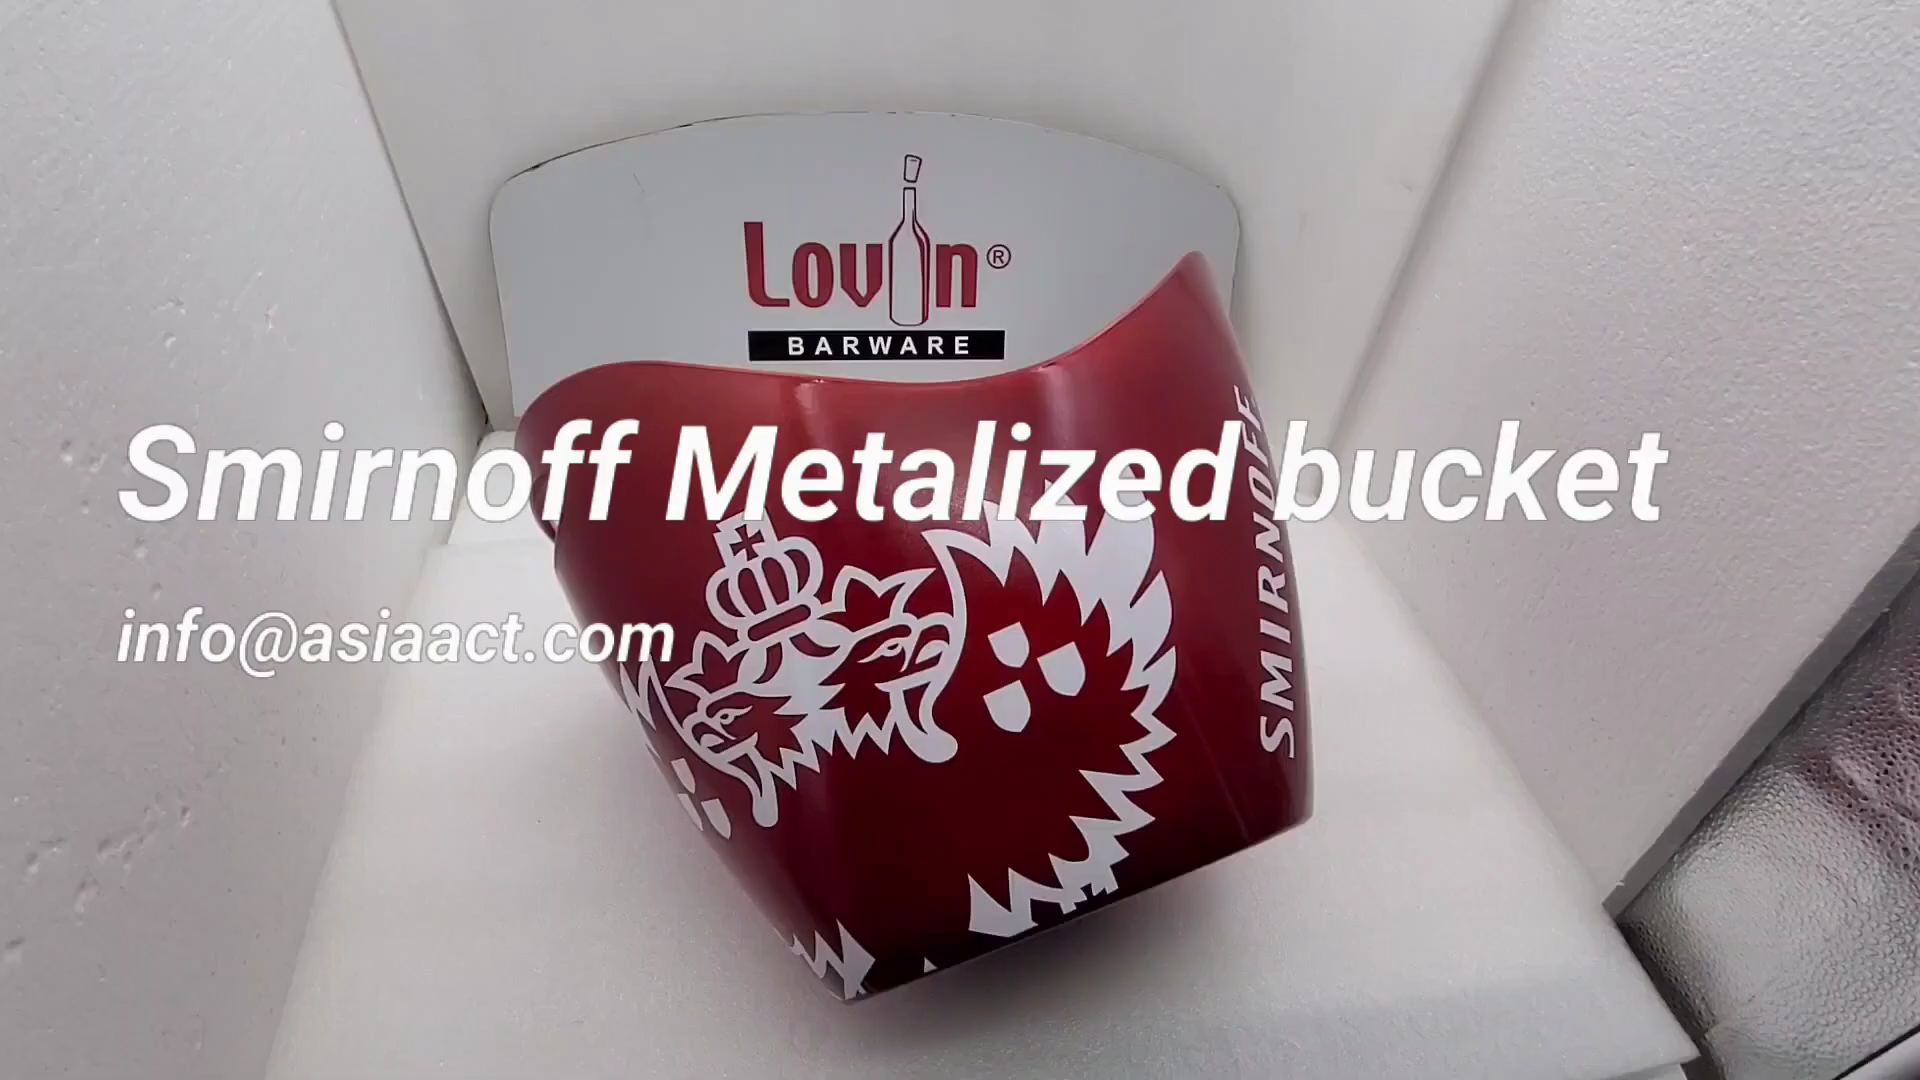 Lovin®
BARWARE
Smirnoff Metalized bucket
info@asiaact.com
SMIRNOFF